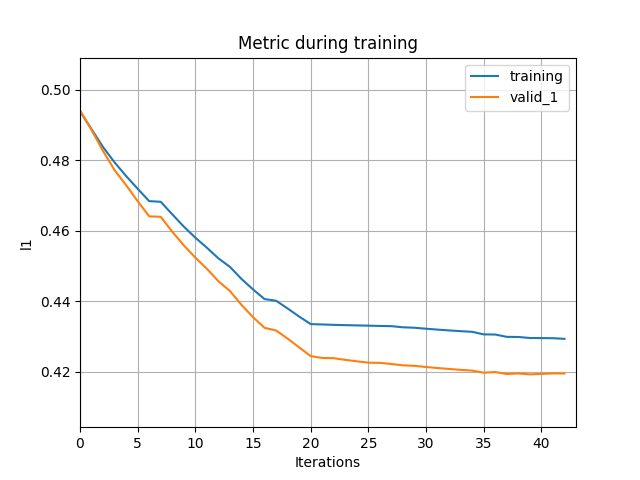 Metric during training
training
valid_1
0.50
0.48
0.46
0.44
0.42
l1
0 5 10 15 20 25 30 35 40
Iterations